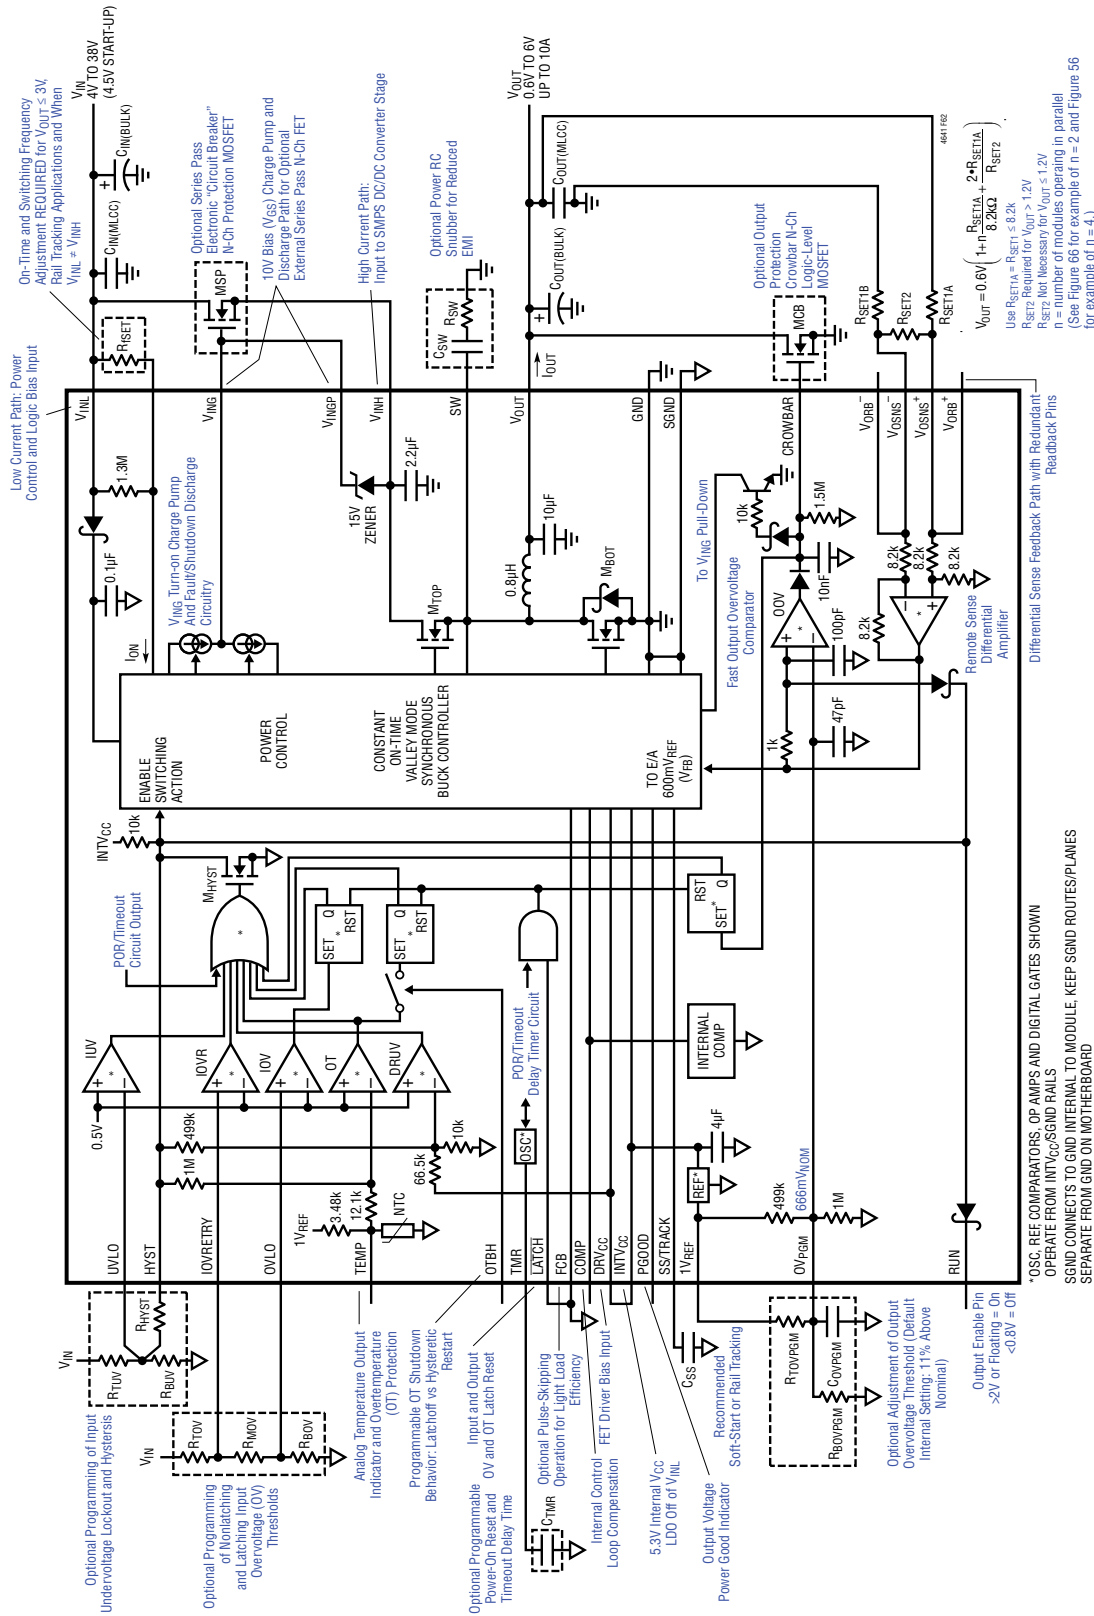 Optional Programming of Input
Undervoltage Lockout and Hystersis
VIN
RTUV
RBUV
RHYST
VIN
RTOV
RMOV
RBOV
Optional Programming
of Nonlatching
and Latching Input
Overvoltage (OV)
Thresholds
Analog Temperature Output
Indicator and Overtemperature
(OT) Protection
Programmable OT Shutdown
Behavior: Latchoff vs Hysteretic
Restart
Input and Output
OV and OT Latch Reset
Optional Programmable
Power-On Reset and
Timeout Delay Time
CTMR
Optional Pulse-Skipping
Operation for Light Load
Efficiency
Internal Control
Loop Compensation
FET Driver Bias Input
5.3V Internal VCC
LDO Off of VINL
Output Voltage
Power Good Indicator
CSS
Recommended
Soft-Start or Rail Tracking
RTOVPGM
COVPGM
RBOVPGM
Optional Adjustment of Output
Overvoltage Threshold (Default
Internal Setting: 11% Above
Nominal)
Output Enable Pin
>2V or Floating = On
<0.8V = Off
UVLO
HYST
IOVRETRY
OVLO
TEMP
OTBH
TMR
LATCH
FCB
COMP
DRVCC
INTVCC
PGOOD
SS/TRACK
1VREF
OVPGM
RUN
0.5V
1M
499k
1VREF
3.48k
12.1k
NTC
66.5k
10k
OSC*
POR/Timeout
Delay Timer Circuit
REF*
4µF
499k
666mVNOM
1M
INTERNAL
COMP
IUV
+
*
–
IOVR
+
*
–
IOV
+
*
–
OT
+
*
–
DRUV
+
*
–
POR/Timeout
Circuit Output
INTVCC
10k
MHYST
*
SET
*
Q
RST
SET
*
Q
RST
RST
SET*
Q
ENABLE
SWITCHING
ACTION
POWER
CONTROL
CONSTANT
ON-TIME
VALLEY MODE
SYNCHRONOUS
BUCK CONTROLLER
TO E/A
600mVREF
(VFB)
0.1µF
1.3M
ION
VING Turn-on Charge Pump
And Fault/Shutdown Discharge
Circuitry
15V
ZENER
2.2µF
MTOP
0.8µH
10µF
MBOT
To VING Pull-Down
Fast Output Overvoltage
Comparator
10k
OOV
+
*
–
1.5M
10nF
100pF
1k
47pF
8.2k
8.2k
8.2k
8.2k
–
+
*
Remote Sense
Differential
Amplifier
VINL
VING
VINGP
VINH
SW
VOUT
GND
SGND
CROWBAR
VORB–
VOSNS–
VOSNS+
VORB+
Low Current Path: Power
Control and Logic Bias Input
On-Time and Switching Frequency
Adjustment REQUIRED for VOUT ≤ 3V,
Rail Tracking Applications and When
VINL ≠ VINH
RfSET
CIN(MLCC)
+
CIN(BULK)
VIN
4V TO 38V
(4.5V START-UP)
MSP
Optional Series Pass
Electronic “Circuit Breaker”
N-Ch Protection MOSFET
10V Bias (VGS) Charge Pump and
Discharge Path for Optional
External Series Pass N-Ch FET
High Current Path:
Input to SMPS DC/DC Converter Stage
CSW
RSW
Optional Power RC
Snubber for Reduced
EMI
IOUT
+
COUT(BULK)
COUT(MLCC)
VOUT
0.6V TO 6V
UP TO 10A
Optional Output
Protection
Crowbar N-Ch
Logic-Level
MOSFET
MCB
RSET1B
RSET2
RSET1A
Differential Sense Feedback Path with Redundant
Readback Pins
4641 F62
VOUT = 0.6V(1+n RSET1A/8.2kΩ + 2•RSET1A/RSET2).
Use RSET1A = RSET1 ≤ 8.2k
RSET2 Required for VOUT > 1.2V
RSET2 Not Necessary for VOUT ≤ 1.2V
n = number of modules operating in parallel
(See Figure 66 for example of n = 2 and Figure 56
for example of n = 4.)
*OSC, REF, COMPARATORS, OP AMPS AND DIGITAL GATES SHOWN
OPERATE FROM INTVCC/SGND RAILS
SGND CONNECTS TO GND INTERNAL TO MODULE, KEEP SGND ROUTES/PLANES
SEPARATE FROM GND ON MOTHERBOARD